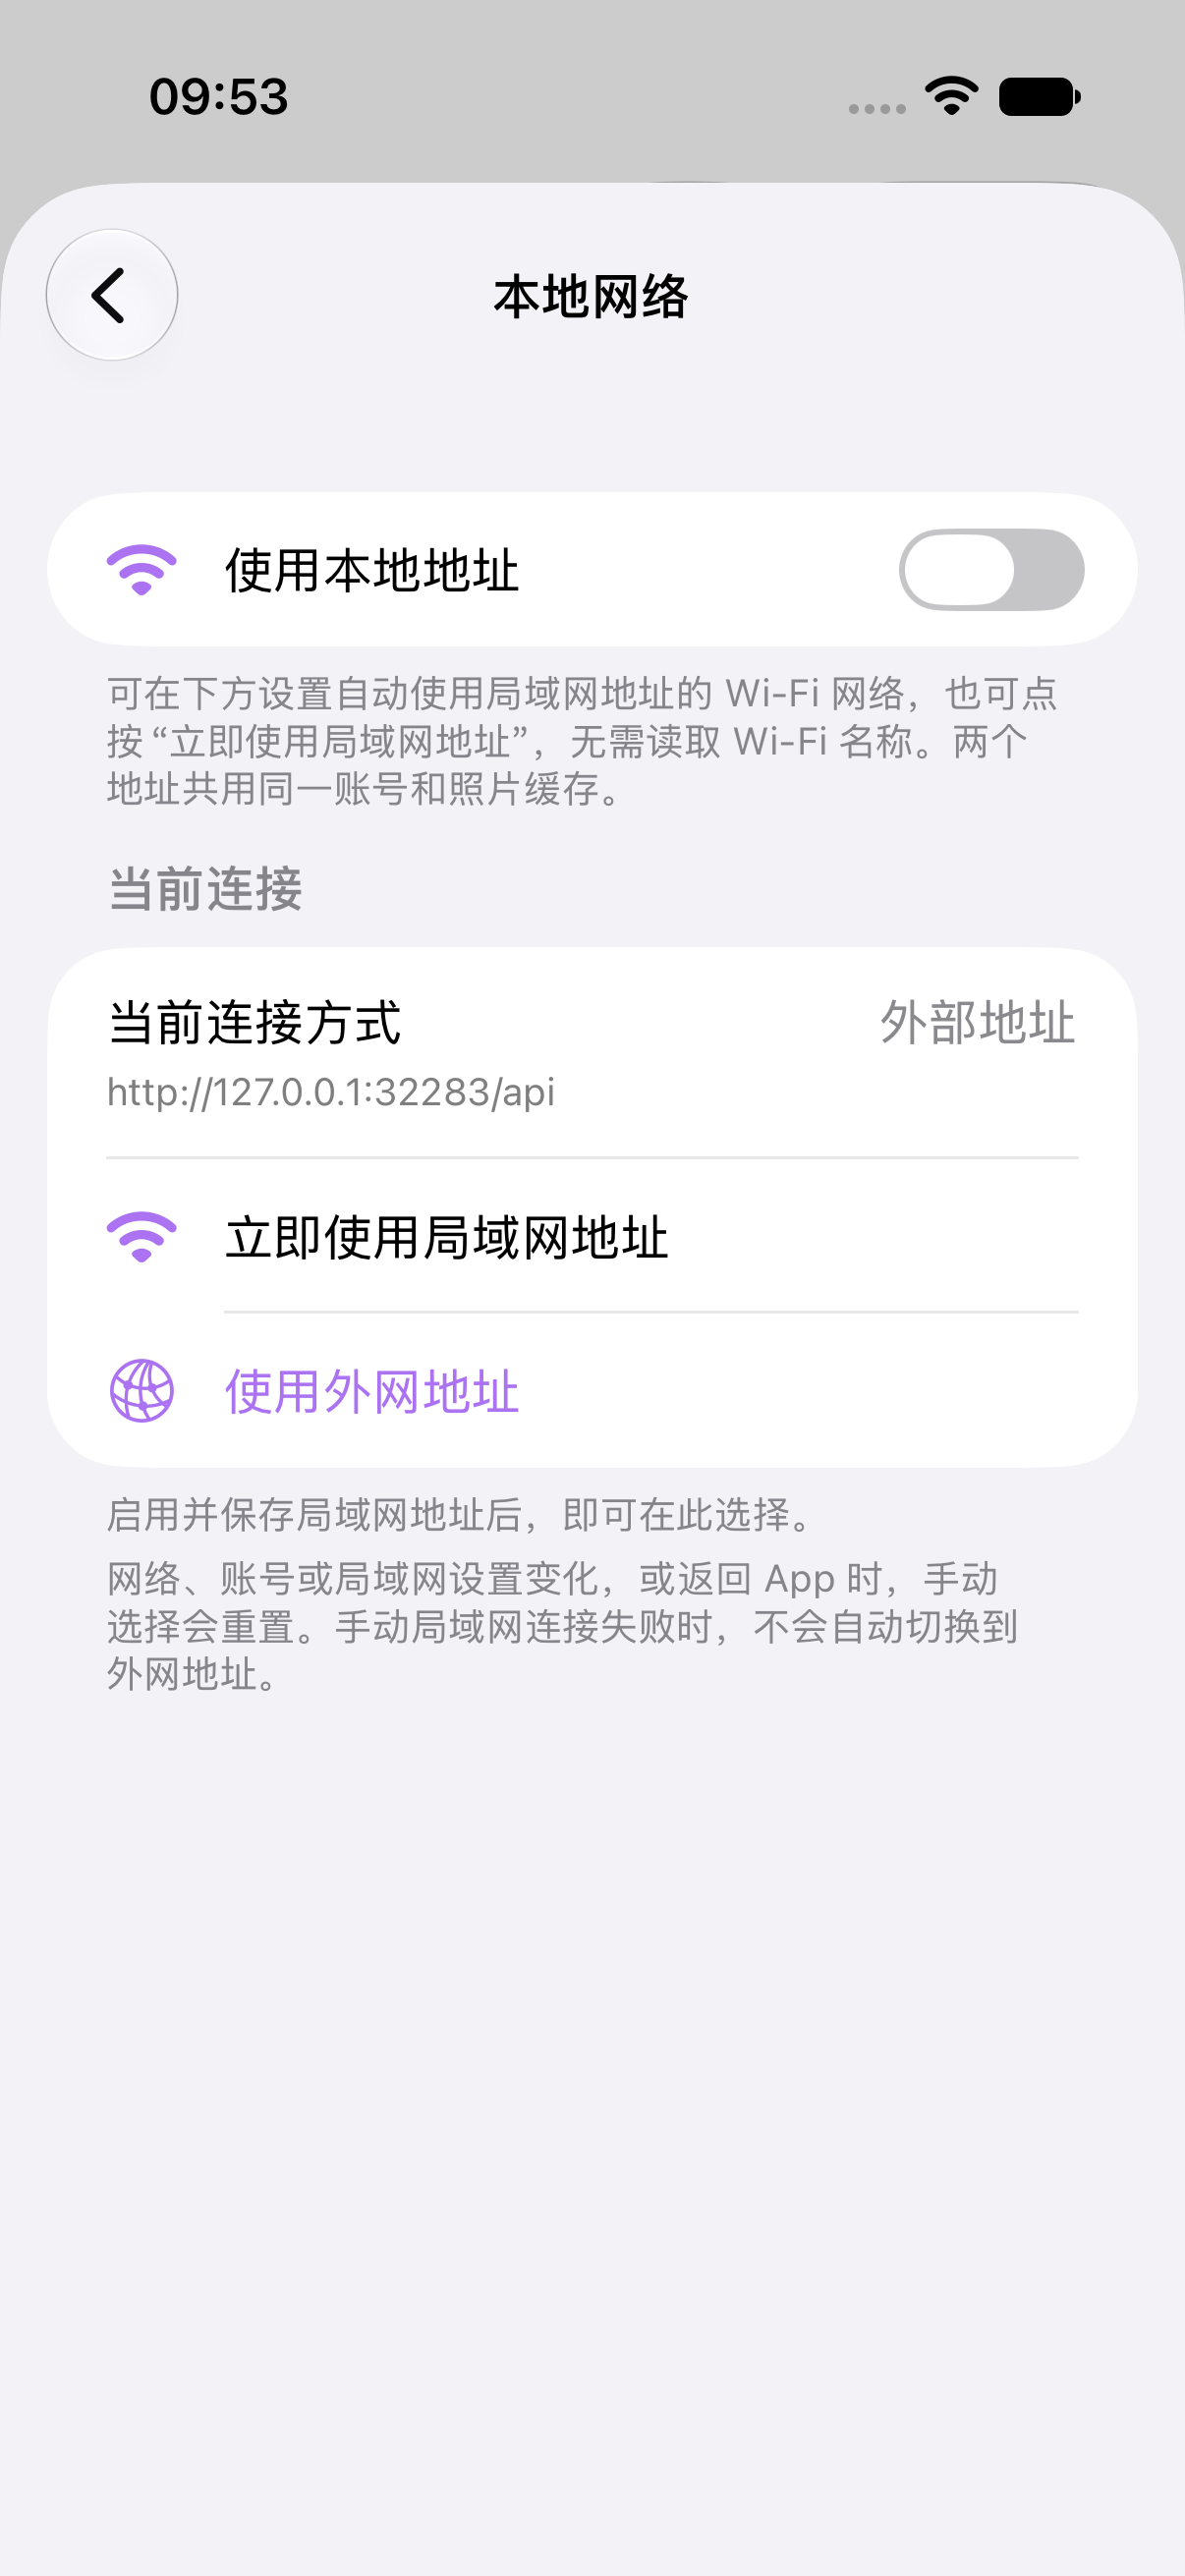 09:53
本地网络
使用本地地址
可在下方设置自动使用局域网地址的 Wi-Fi 网络，也可点
按 “立即使用局域网地址”，无需读取 Wi-Fi 名称。两个
地址共用同一账号和照片缓存。
当前连接
当前连接方式
外部地址
http://127.0.0.1:32283/api
立即使用局域网地址
使用外网地址
启用并保存局域网地址后，即可在此选择。
网络、账号或局域网设置变化，或返回 App 时，手动
选择会重置。手动局域网连接失败时，不会自动切换到
外网地址。